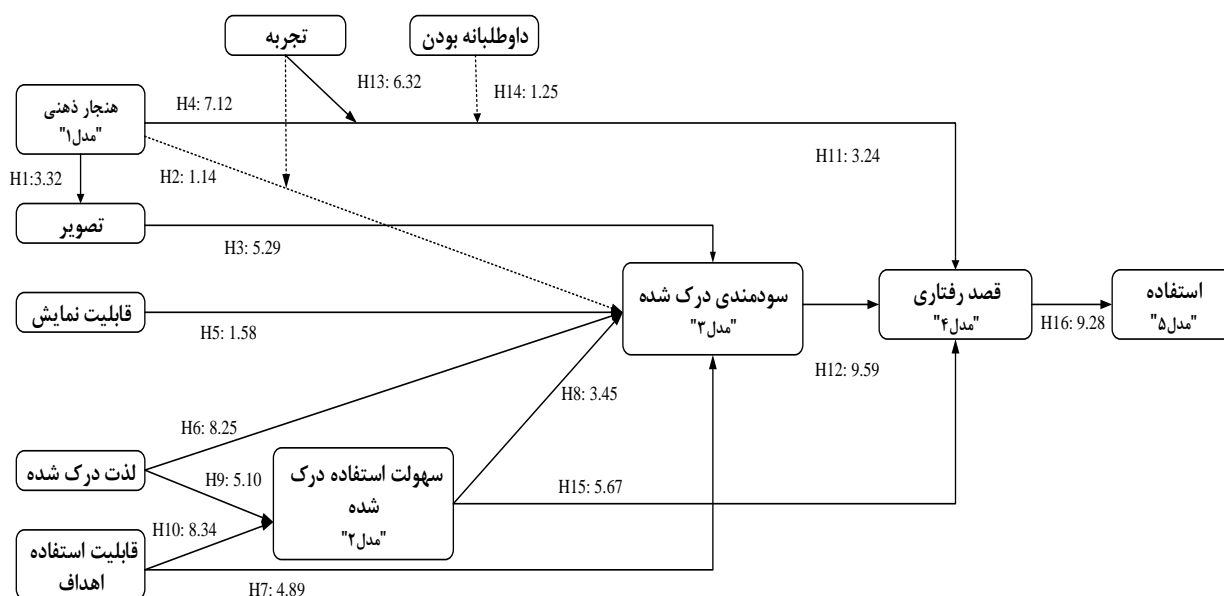 تجربه
داوطلبانه بودن
H13: 6.32
H14: 1.25
هنجار ذهنی
"مدل۱"
H4: 7.12
H11: 3.24
H1:3.32
H2: 1.14
تصویر
H3: 5.29
قابلیت نمایش
H5: 1.58
سودمندی درک شده
"مدل۳"
قصد رفتاری
"مدل۴"
استفاده
"مدل۵"
H16: 9.28
H12: 9.59
H8: 3.45
H6: 8.25
لذت درک شده
H9: 5.10
سهولت استفاده درک
شده
"مدل۲"
H15: 5.67
H10: 8.34
قابلیت استفاده
اهداف
H7: 4.89